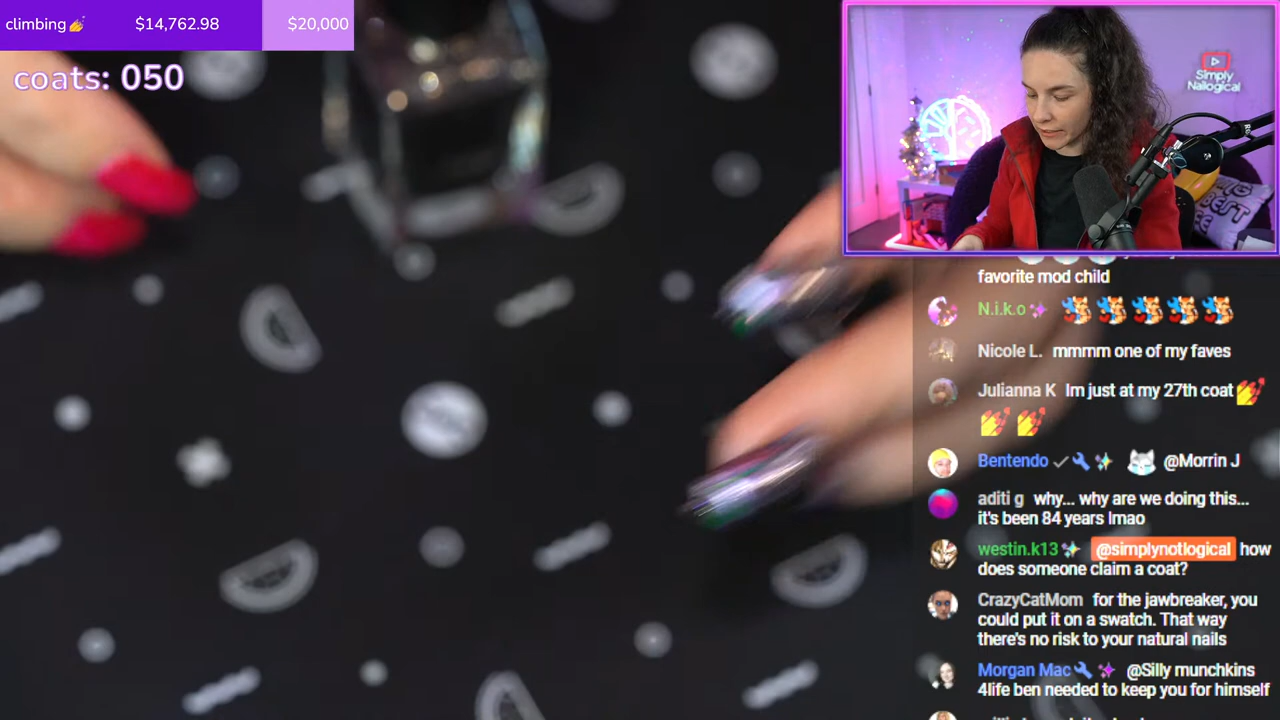 climbing💅 $14,762.98 $20,000
coats: 050
Simply
Nailogical
favorite mod child
N.i.k.o
Nicole L. mmmm one of my faves
Julianna K Im just at my 27th coat
Bentendo @Morrin J
aditi g why... why are we doing this...
it's been 84 years lmao
westin.k13 @simplynotlogical how
does someone claim a coat?
CrazyCatMom for the jawbreaker, you
could put it on a swatch. That way
there's no risk to your natural nails
Morgan Mac @Silly munchkins
4life ben needed to keep you for himself